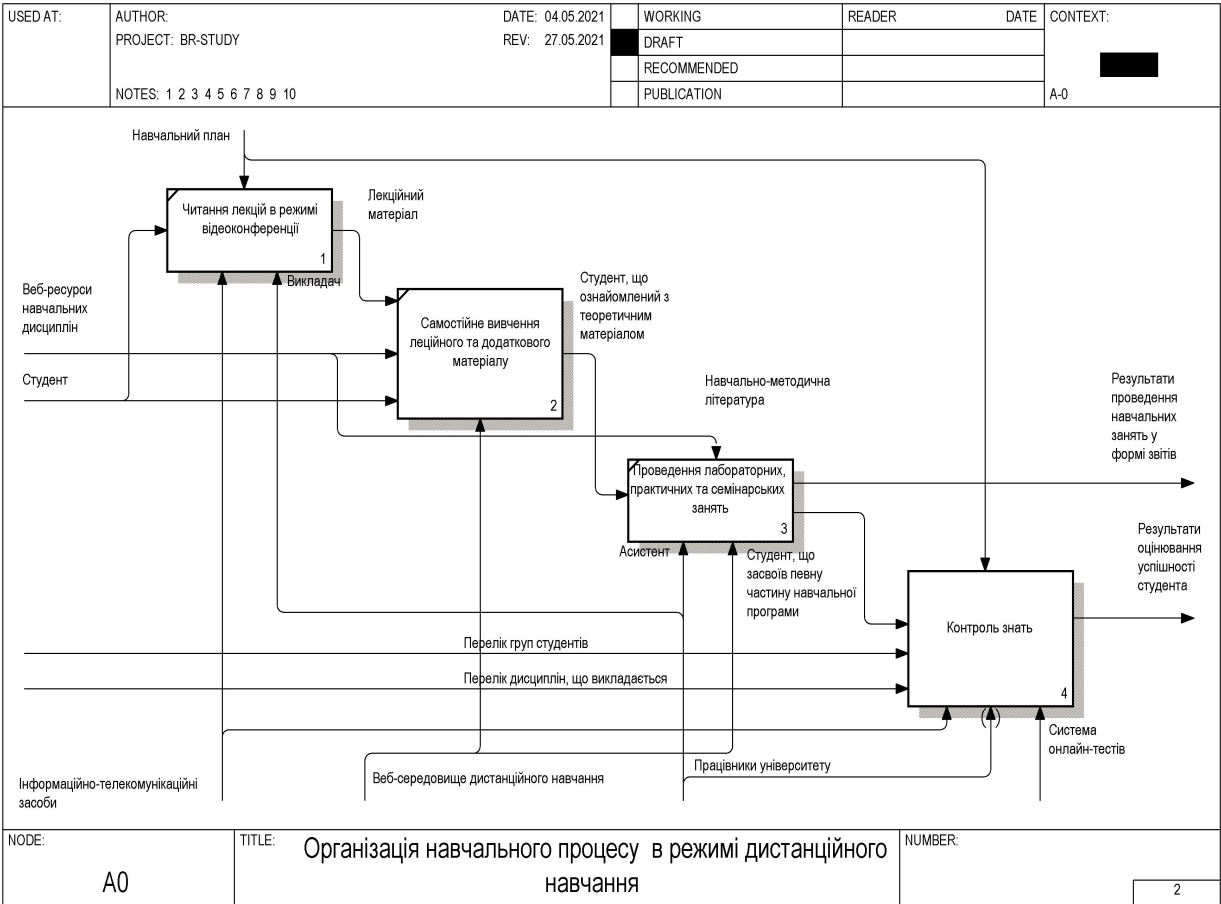 USED AT:
AUTHOR:
DATE: 04.05.2021
WORKING
READER
DATE
CONTEXT:
PROJECT: BR-STUDY
REV: 27.05.2021
DRAFT
RECOMMENDED
NOTES: 1 2 3 4 5 6 7 8 9 10
PUBLICATION
A-0
Навчальний план
Читання лекцій в режимі
відеоконференції
1
Лекційний
матеріал
Викладач
Веб-ресурси
навчальних
дисциплін
Студент
Самостійне вивчення
леційного та додаткового
матеріалу
2
Студент, що
ознайомлений з
теоретичним
матеріалом
Навчально-методична
література
Проведення лабораторних,
практичних та семінарських
занять
3
Результати
проведення
навчальних
занять у
формі звітів
Асистент
Студент, що
засвоїв певну
частину навчальної
програми
Результати
оцінювання
успішності
студента
Контроль знать
4
Перелік груп студентів
Перелік дисциплін, що викладається
Система
онлайн-тестів
Працівники університету
Веб-середовище дистанційного навчання
Інформаційно-телекомунікаційні
засоби
NODE:
A0
TITLE:
Організація навчального процесу в режимі дистанційного
навчання
NUMBER:
2